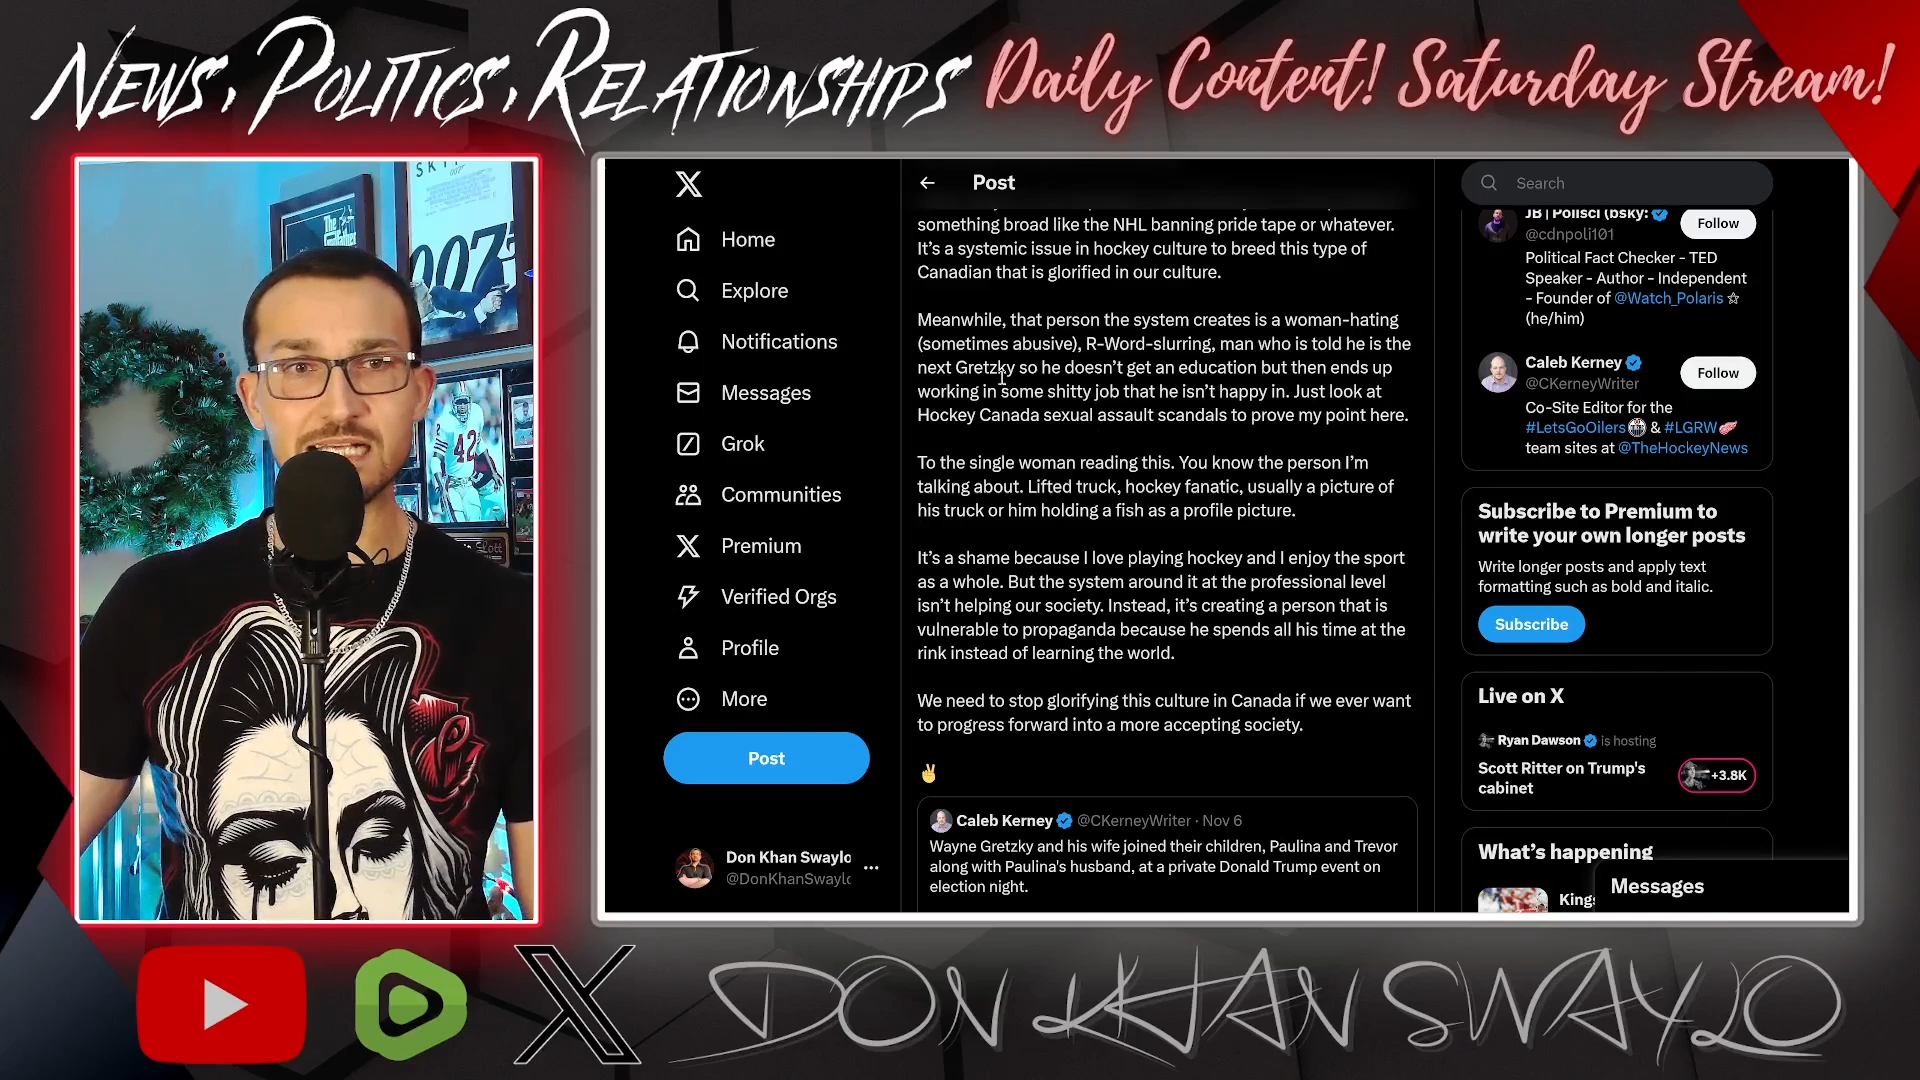 NEWS, POLITICS, RELATIONSHIPS
Daily Content! Saturday Stream!
SKY
007
The
Godfather
42
Home
Explore
Notifications
Messages
Grok
Communities
Premium
Verified Orgs
Profile
More
Post
Don Khan Swaylo
@DonKhanSwaylo
Post
something broad like the NHL banning pride tape or whatever.
It's a systemic issue in hockey culture to breed this type of
Canadian that is glorified in our culture.
Meanwhile, that person the system creates is a woman-hating
(sometimes abusive), R-Word-slurring, man who is told he is the
next Gretzky so he doesn't get an education but then ends up
working in some shitty job that he isn't happy in. Just look at
Hockey Canada sexual assault scandals to prove my point here.
To the single woman reading this. You know the person I'm
talking about. Lifted truck, hockey fanatic, usually a picture of
his truck or him holding a fish as a profile picture.
It's a shame because I love playing hockey and I enjoy the sport
as a whole. But the system around it at the professional level
isn't helping our society. Instead, it's creating a person that is
vulnerable to propaganda because he spends all his time at the
rink instead of learning the world.
We need to stop glorifying this culture in Canada if we ever want
to progress forward into a more accepting society.
✌️
Caleb Kerney @CKerneyWriter · Nov 6
Wayne Gretzky and his wife joined their children, Paulina and Trevor
along with Paulina's husband, at a private Donald Trump event on
election night.
Search
JB | Polisci (bsky:
@cdnpoli101
Follow
Political Fact Checker - TED
Speaker - Author - Independent
- Founder of @Watch_Polaris ☆
(he/him)
Caleb Kerney
@CKerneyWriter
Follow
Co-Site Editor for the
#LetsGoOilers & #LGRW
team sites at @TheHockeyNews
Subscribe to Premium to
write your own longer posts
Write longer posts and apply text
formatting such as bold and italic.
Subscribe
Live on X
Ryan Dawson is hosting
Scott Ritter on Trump's
cabinet
+3.8K
What's happening
Kings
Messages
DON KHAN SWAYLO